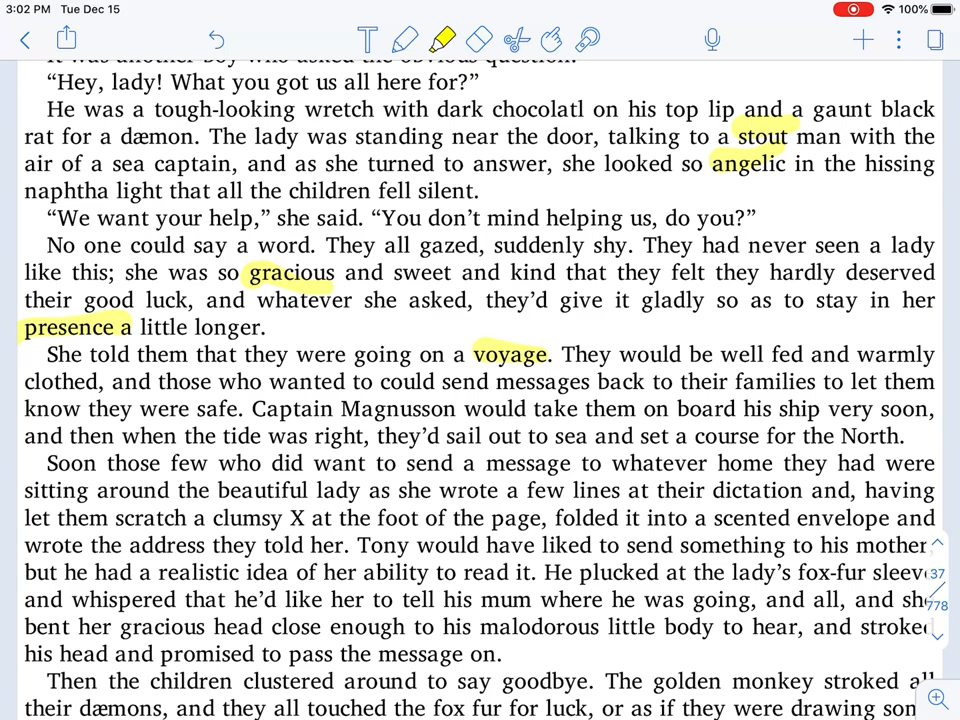 3:02 PM Tue Dec 15 100%
It was another boy who asked the obvious question.
“Hey, lady! What you got us all here for?”
He was a tough-looking wretch with dark chocolatl on his top lip and a gaunt black
rat for a dæmon. The lady was standing near the door, talking to a stout man with the
air of a sea captain, and as she turned to answer, she looked so angelic in the hissing
naphtha light that all the children fell silent.
“We want your help,” she said. “You don’t mind helping us, do you?”
No one could say a word. They all gazed, suddenly shy. They had never seen a lady
like this; she was so gracious and sweet and kind that they felt they hardly deserved
their good luck, and whatever she asked, they’d give it gladly so as to stay in her
presence a little longer.
She told them that they were going on a voyage. They would be well fed and warmly
clothed, and those who wanted to could send messages back to their families to let them
know they were safe. Captain Magnusson would take them on board his ship very soon,
and then when the tide was right, they’d sail out to sea and set a course for the North.
Soon those few who did want to send a message to whatever home they had were
sitting around the beautiful lady as she wrote a few lines at their dictation and, having
let them scratch a clumsy X at the foot of the page, folded it into a scented envelope and
wrote the address they told her. Tony would have liked to send something to his mother,
but he had a realistic idea of her ability to read it. He plucked at the lady’s fox-fur sleeve
37
and whispered that he’d like her to tell his mum where he was going, and all, and she
778
bent her gracious head close enough to his malodorous little body to hear, and stroked
his head and promised to pass the message on.
Then the children clustered around to say goodbye. The golden monkey stroked all
their dæmons, and they all touched the fox fur for luck, or as if they were drawing som